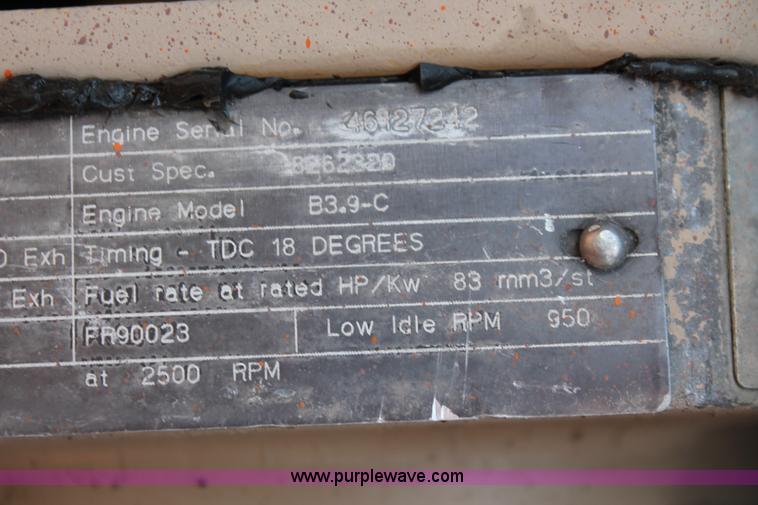 Engine Serial No. 46127242
Cust Spec.
Engine Model B3.9-C
Exh Timing - TDC 18 DEGREES
Exh Fuel rate at rated HP/Kw 83 mm3/st
FR90023 Low Idle RPM 950
at 2500 RPM
www.purplewave.com